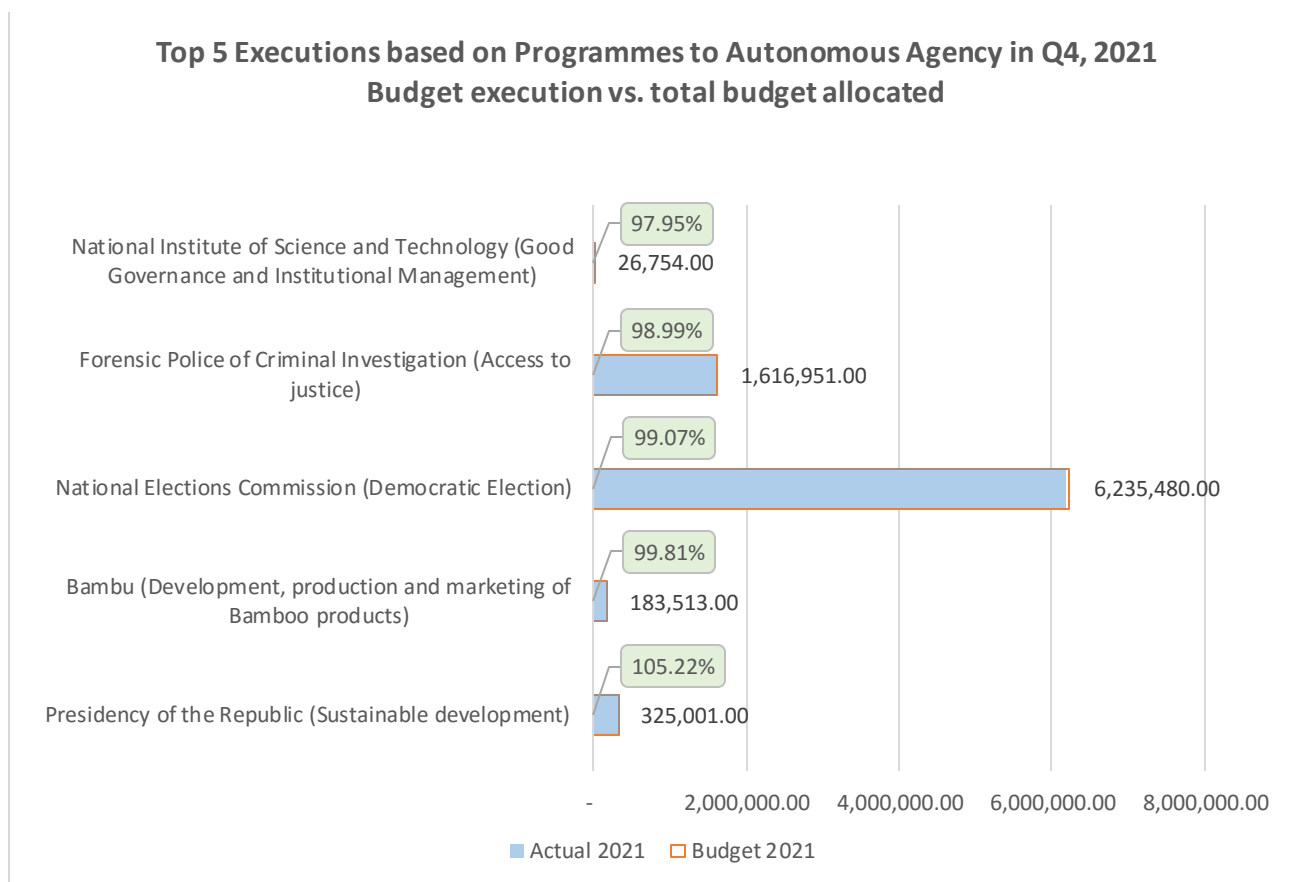 Top 5 Executions based on Programmes to Autonomous Agency in Q4, 2021
Budget execution vs. total budget allocated
97.95%
National Institute of Science and Technology (Good
Governance and Institutional Management)
26,754.00
98.99%
Forensic Police of Criminal Investigation (Access to
justice)
1,616,951.00
99.07%
National Elections Commission (Democratic Election)
6,235,480.00
99.81%
Bambu (Development, production and marketing of
Bamboo products)
183,513.00
105.22%
Presidency of the Republic (Sustainable development)
325,001.00
- 2,000,000.00 4,000,000.00 6,000,000.00 8,000,000.00
Actual 2021 Budget 2021